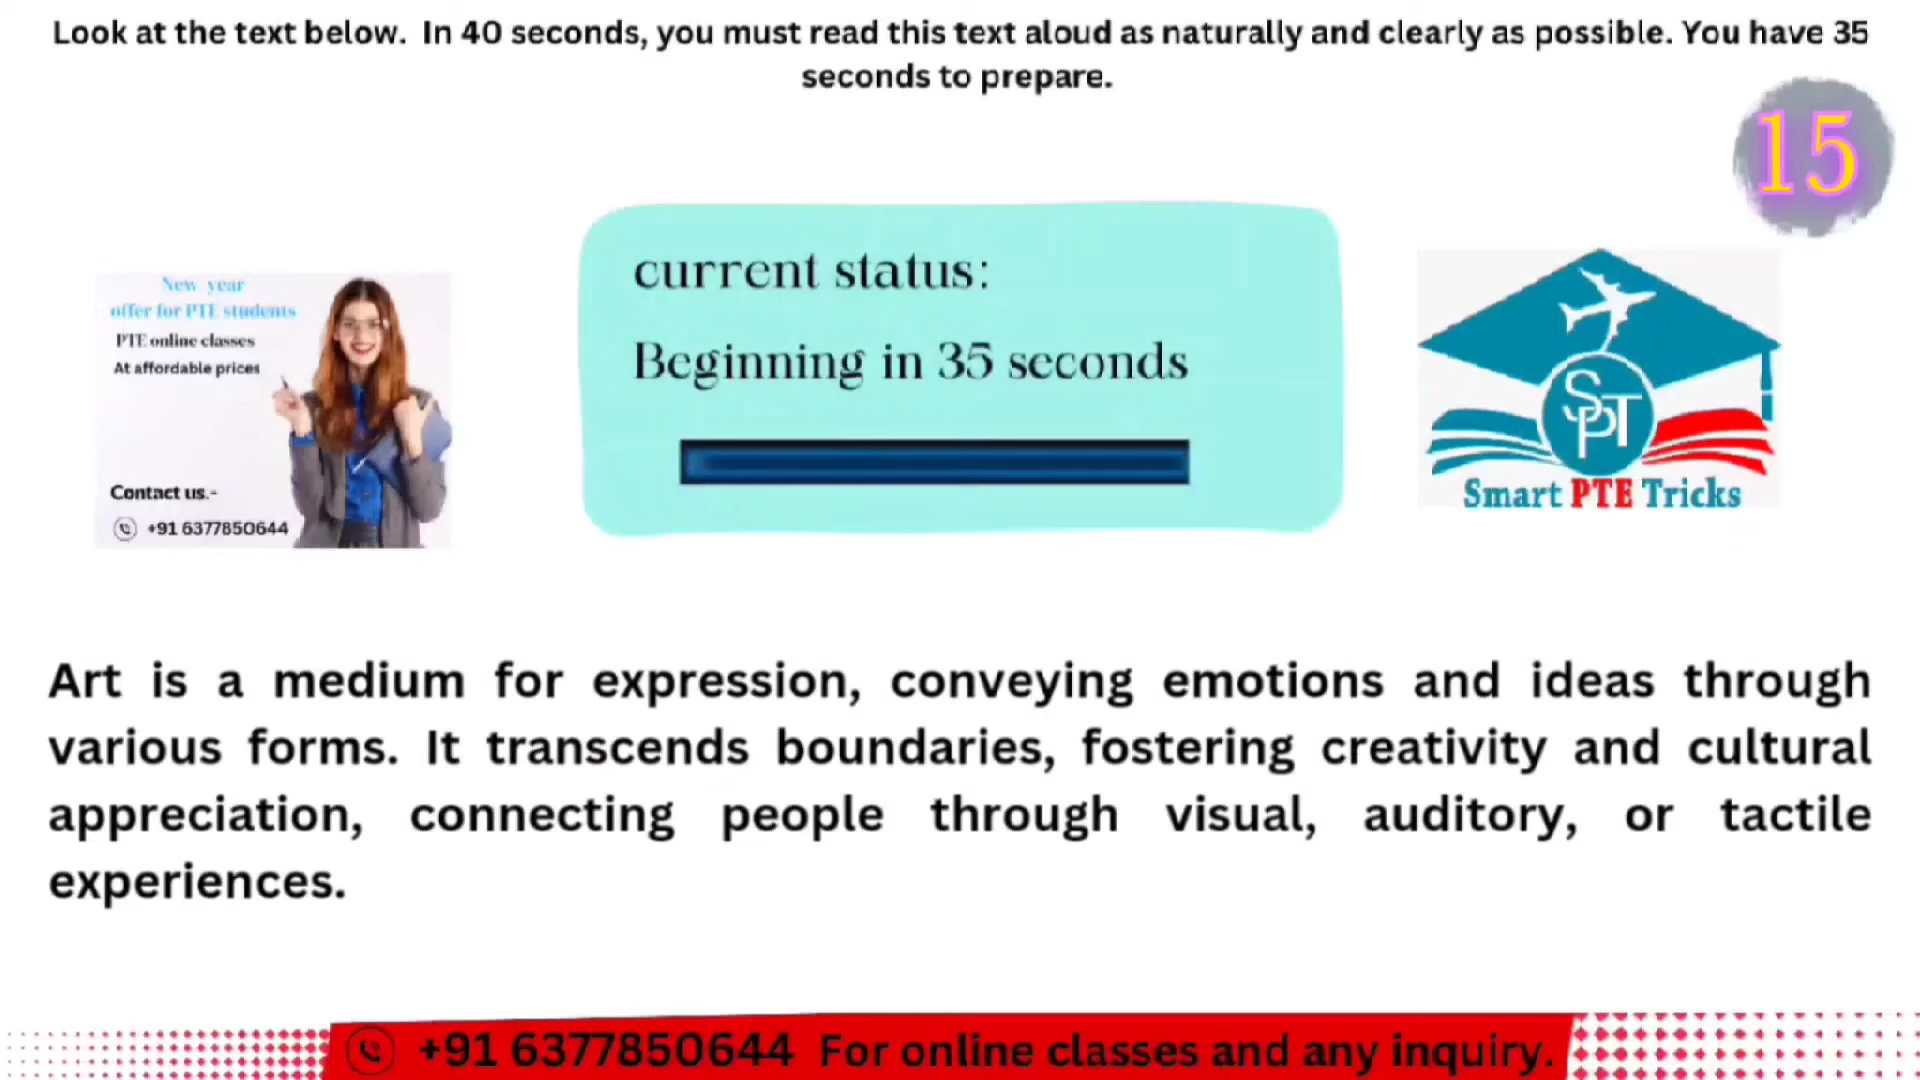 Look at the text below. In 40 seconds, you must read this text aloud as naturally and clearly as possible. You have 35
seconds to prepare.
15
New year
offer for PTE students
PTE online classes
At affordable prices
Contact us.-
+91 6377850644
current status:
Beginning in 35 seconds
SPT
Smart PTE Tricks
Art is a medium for expression, conveying emotions and ideas through
various forms. It transcends boundaries, fostering creativity and cultural
appreciation, connecting people through visual, auditory, or tactile
experiences.
+91 6377850644 For online classes and any inquiry.